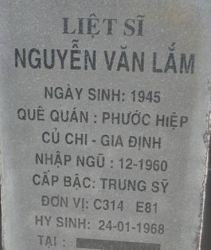 LIỆT SĨ
NGUYỄN VĂN LẮM
NGÀY SINH: 1945
QUÊ QUÁN : PHƯỚC HIỆP
CỦ CHI - GIA ĐỊNH
NHẬP NGŨ : 12-1960
CẤP BẬC: TRUNG SỸ
ĐƠN VỊ: C314 E81
HY SINH: 24-01-1968
TẠI :